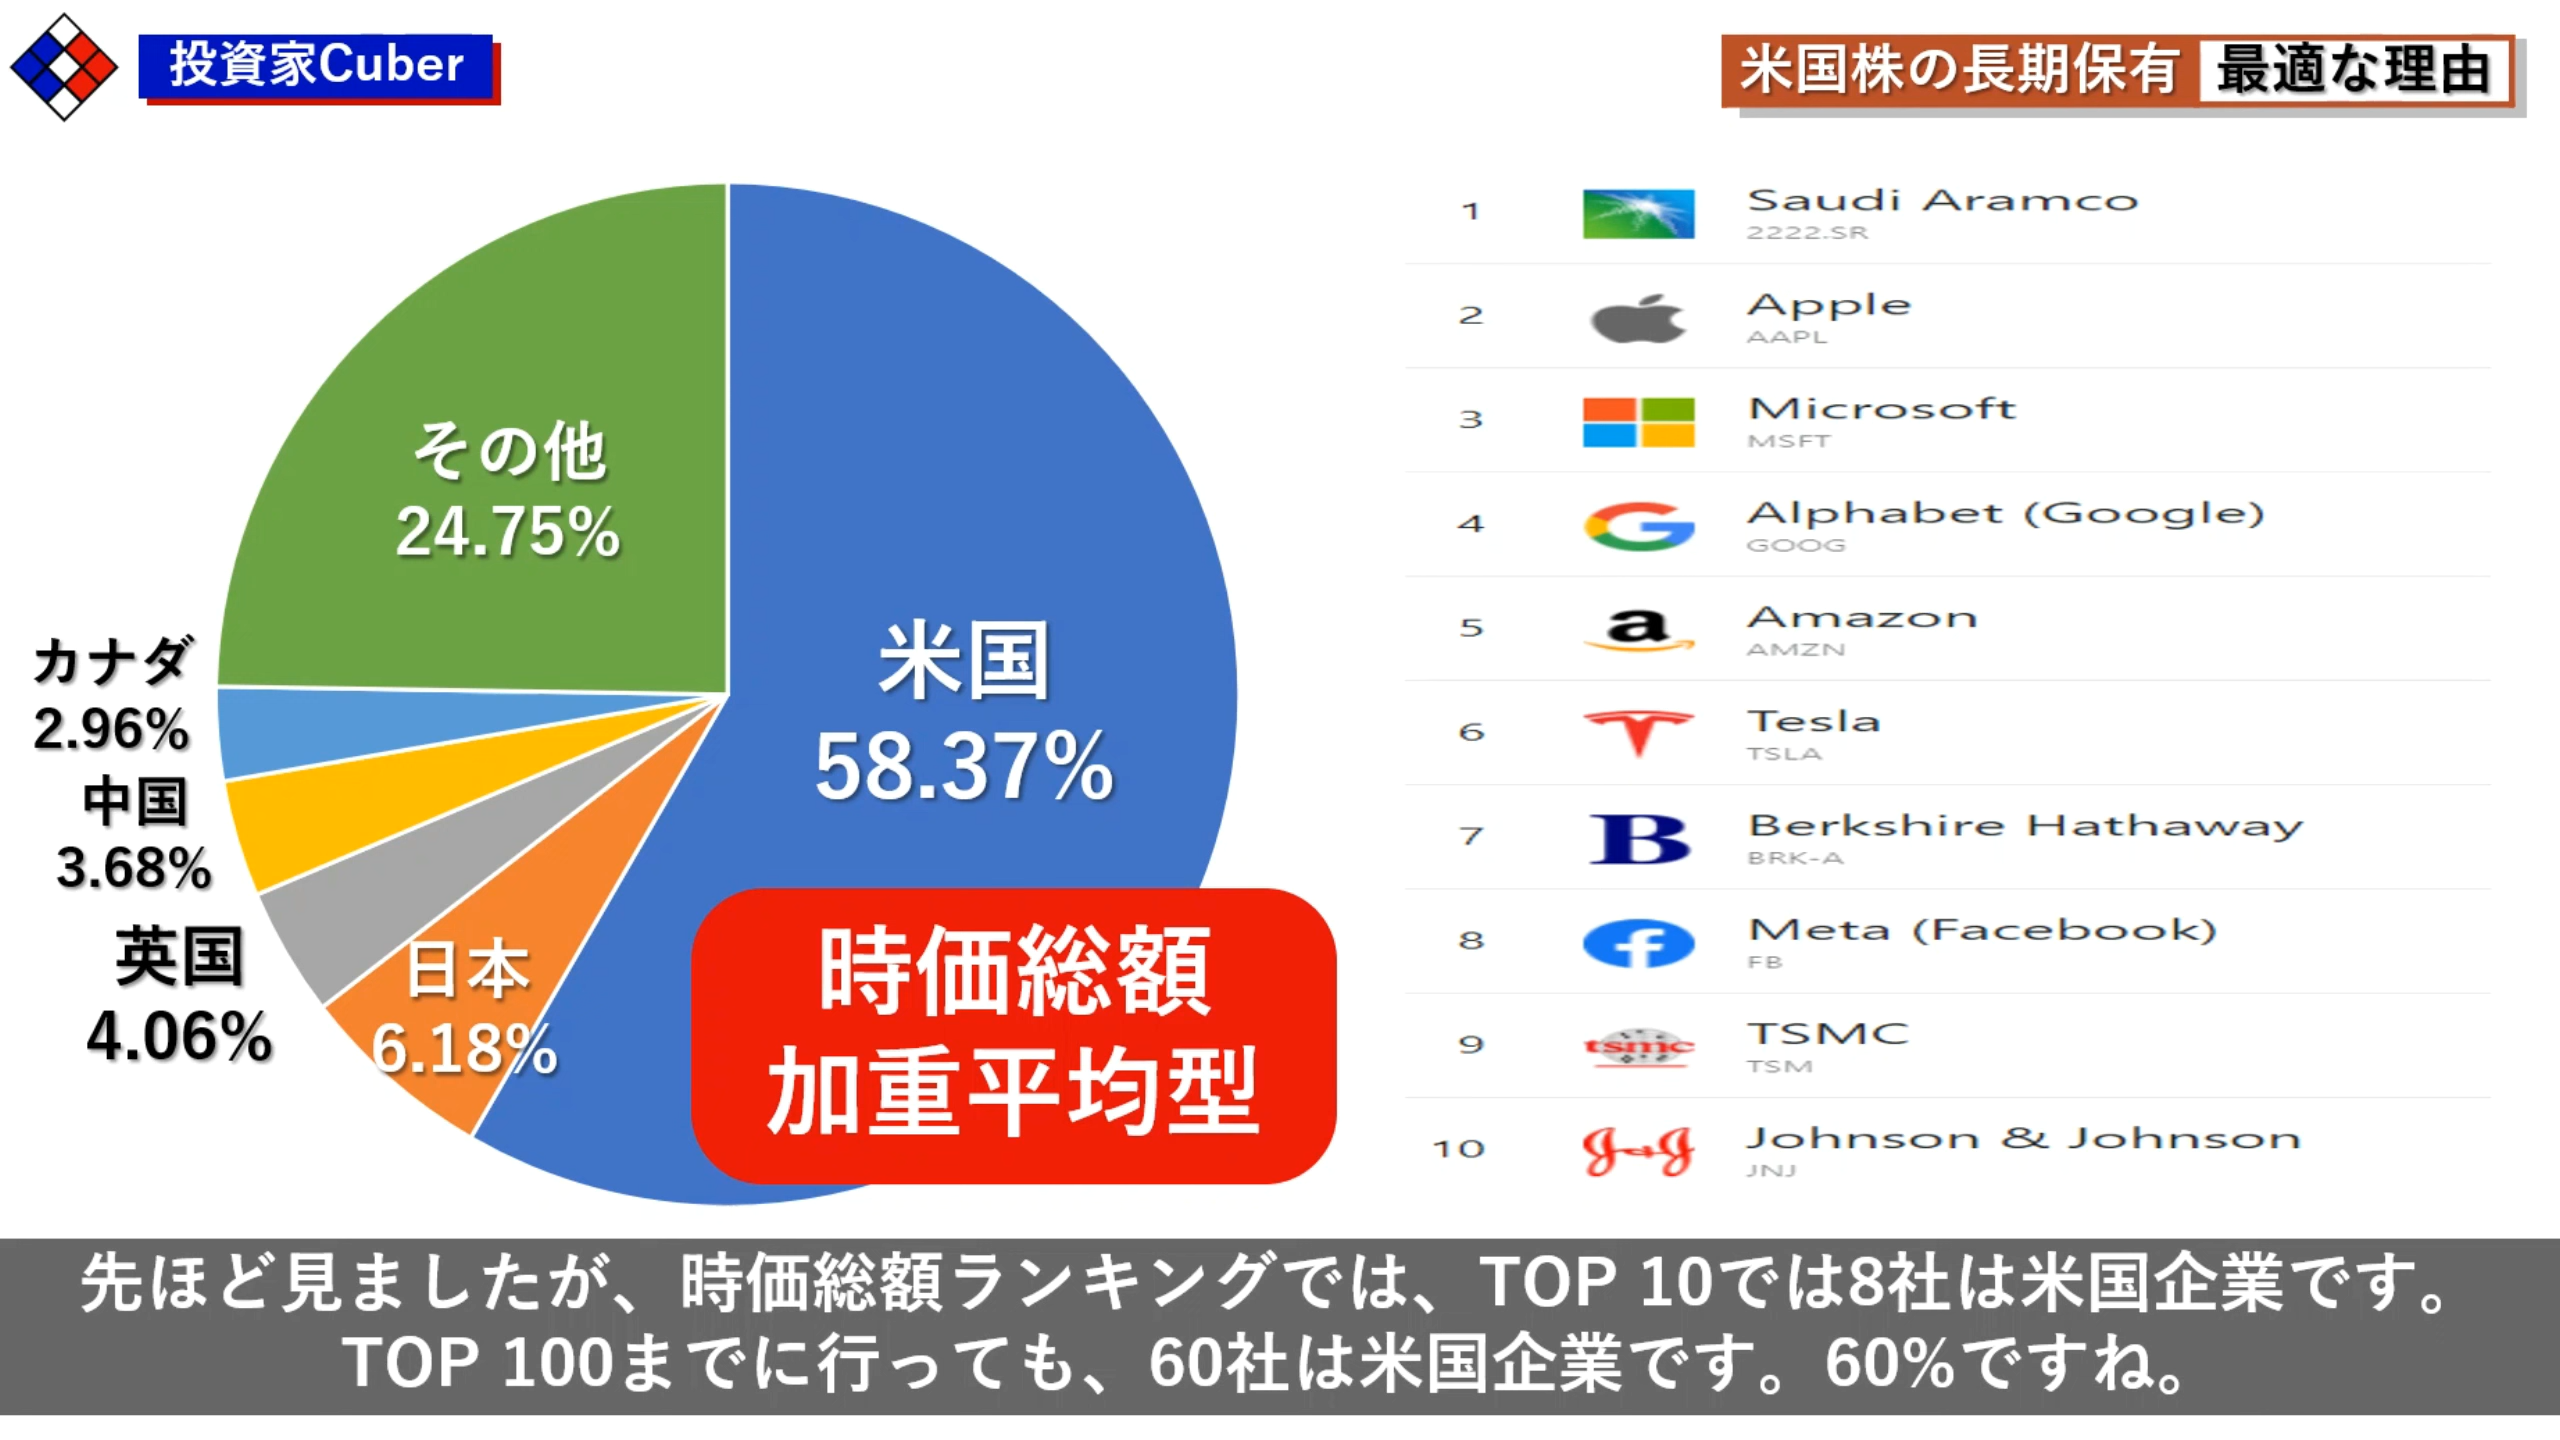 投資家Cuber
米国株の長期保有 最適な理由
その他
24.75%
米国
58.37%
カナダ
2.96%
中国
3.68%
英国
4.06%
日本
6.18%
時価総額
加重平均型
1 Saudi Aramco
2222.SR
2 Apple
AAPL
3 Microsoft
MSFT
4 Alphabet (Google)
GOOG
5 a Amazon
AMZN
6 Tesla
TSLA
7 B Berkshire Hathaway
BRK-A
8 f Meta (Facebook)
FB
9 tsmc TSMC
TSM
10 J&J Johnson & Johnson
JNJ
先ほど見ましたが、時価総額ランキングでは、TOP 10では8社は米国企業です。
TOP 100までに行っても、60社は米国企業です。60%ですね。